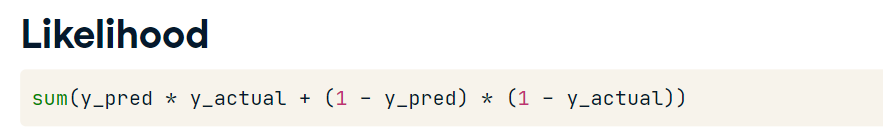 Likelihood
sum(y_pred * y_actual + (1 - y_pred) * (1 - y_actual))